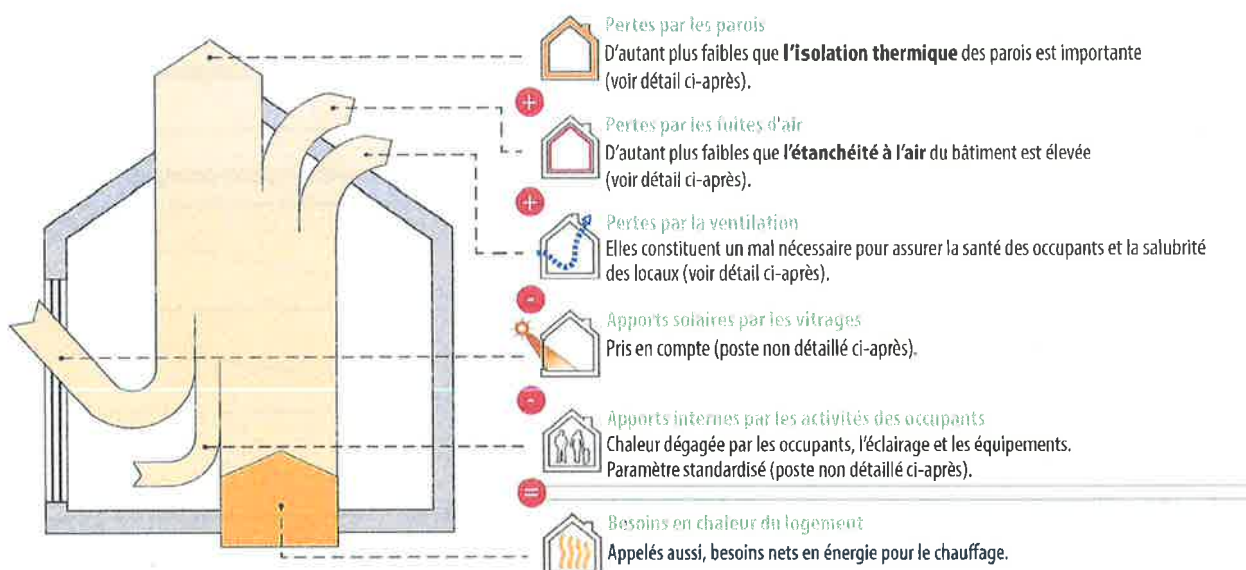 Pertes par les parois
D'autant plus faibles que l'isolation thermique des parois est importante
(voir détail ci-après).
+
Pertes par les fuites d'air
D'autant plus faibles que l'étanchéité à l'air du bâtiment est élevée
(voir détail ci-après).
+
Pertes par la ventilation
Elles constituent un mal nécessaire pour assurer la santé des occupants et la salubrité
des locaux (voir détail ci-après).
-
Apports solaires par les vitrages
Pris en compte (poste non détaillé ci-après).
-
Apports internes par les activités des occupants
Chaleur dégagée par les occupants, l'éclairage et les équipements.
Paramètre standardisé (poste non détaillé ci-après).
=
Besoins en chaleur du logement
Appelés aussi, besoins nets en énergie pour le chauffage.